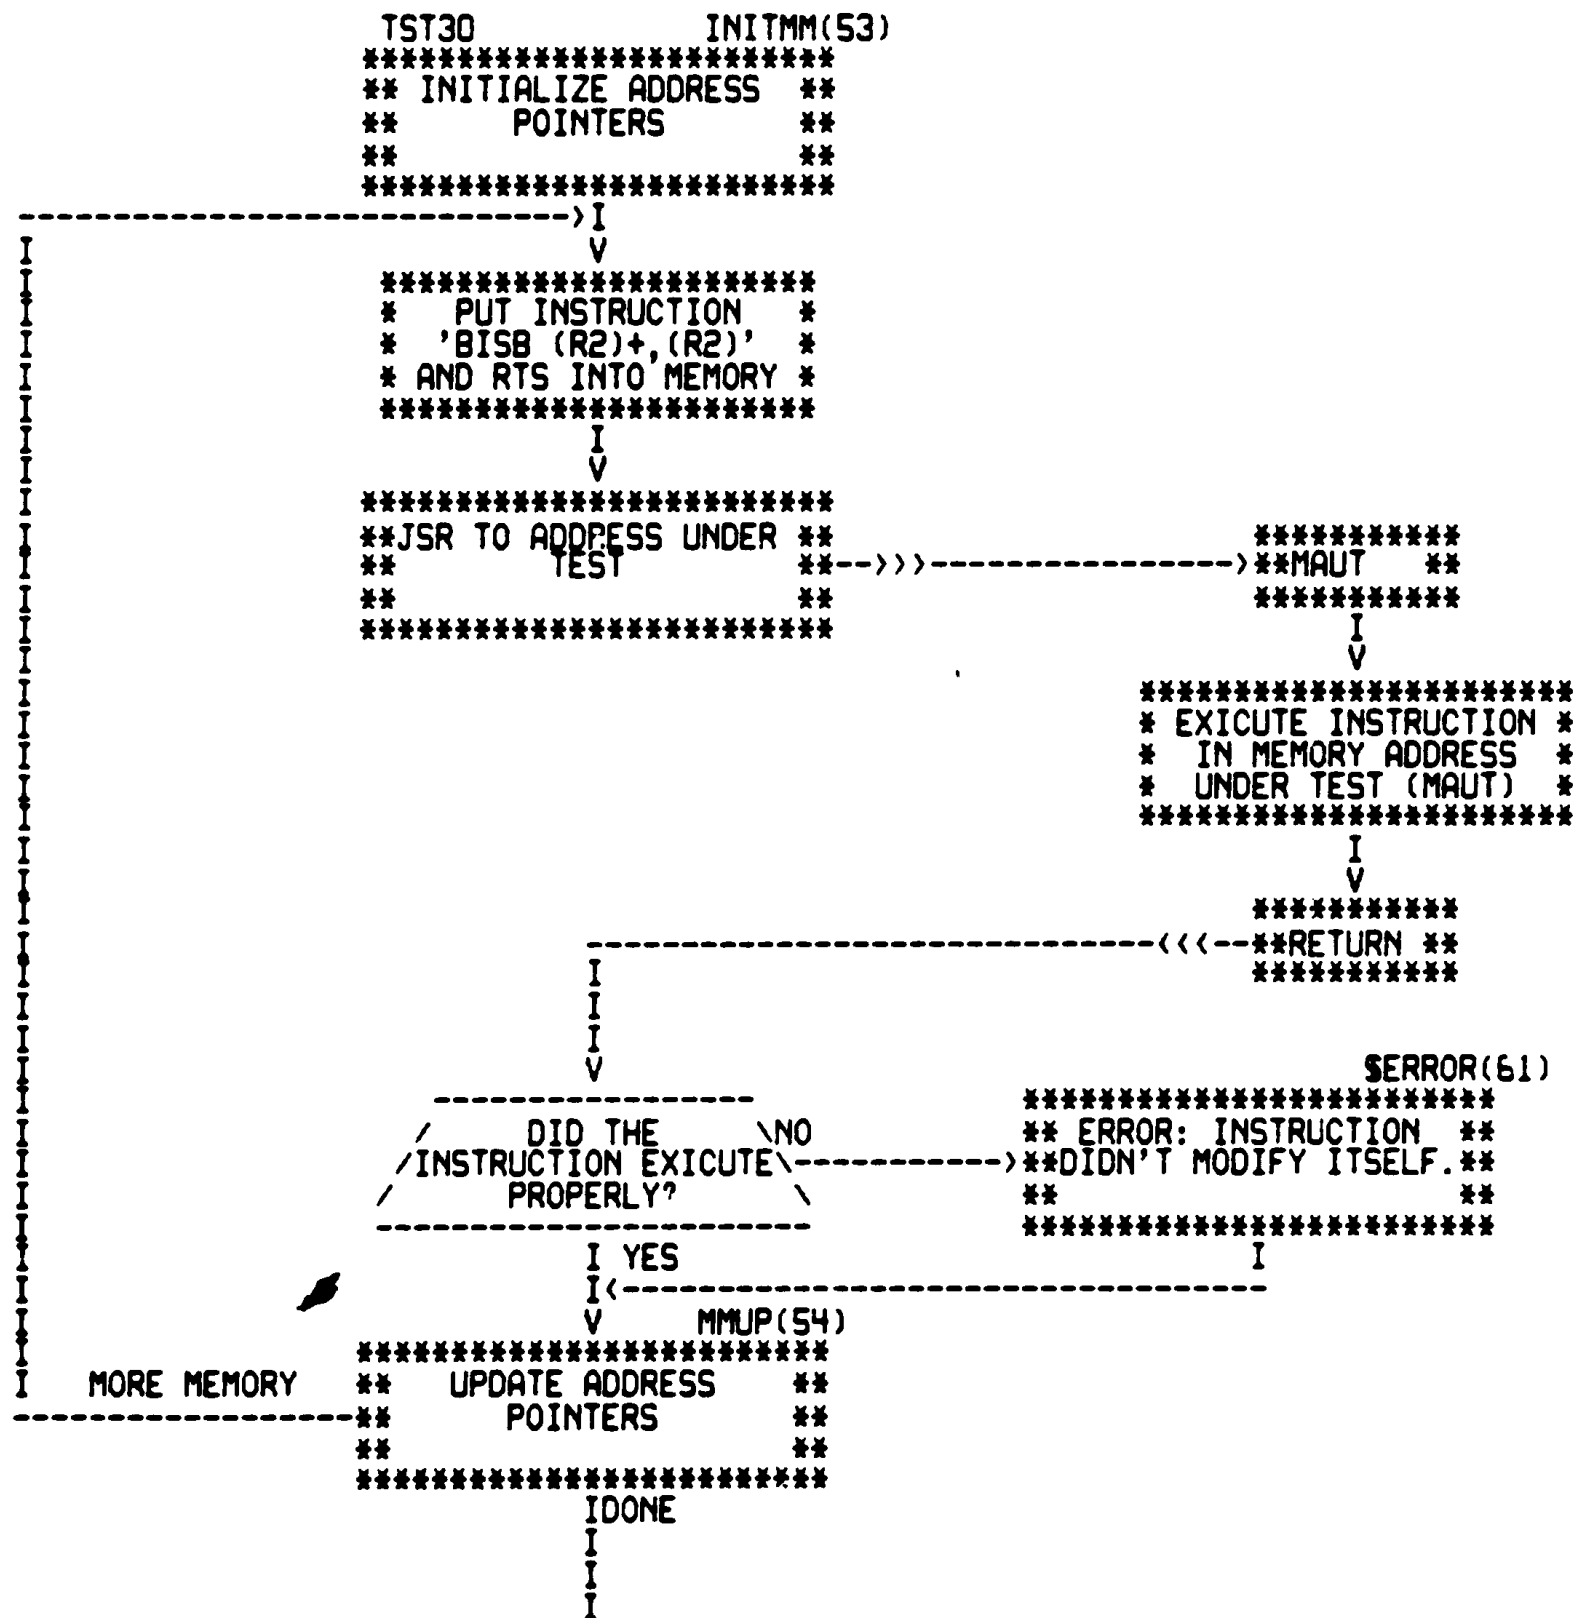 TST30 INITMM(53)
INITIALIZE ADDRESS
POINTERS
PUT INSTRUCTION
'BISB (R2)+,(R2)'
AND RTS INTO MEMORY
JSR TO ADDRESS UNDER
TEST
MAUT
EXICUTE INSTRUCTION
IN MEMORY ADDRESS
UNDER TEST (MAUT)
RETURN
$ERROR(61)
DID THE NO
INSTRUCTION EXICUTE
PROPERLY?
ERROR: INSTRUCTION
DIDN'T MODIFY ITSELF.
YES
MMUP(54)
MORE MEMORY
UPDATE ADDRESS
POINTERS
DONE